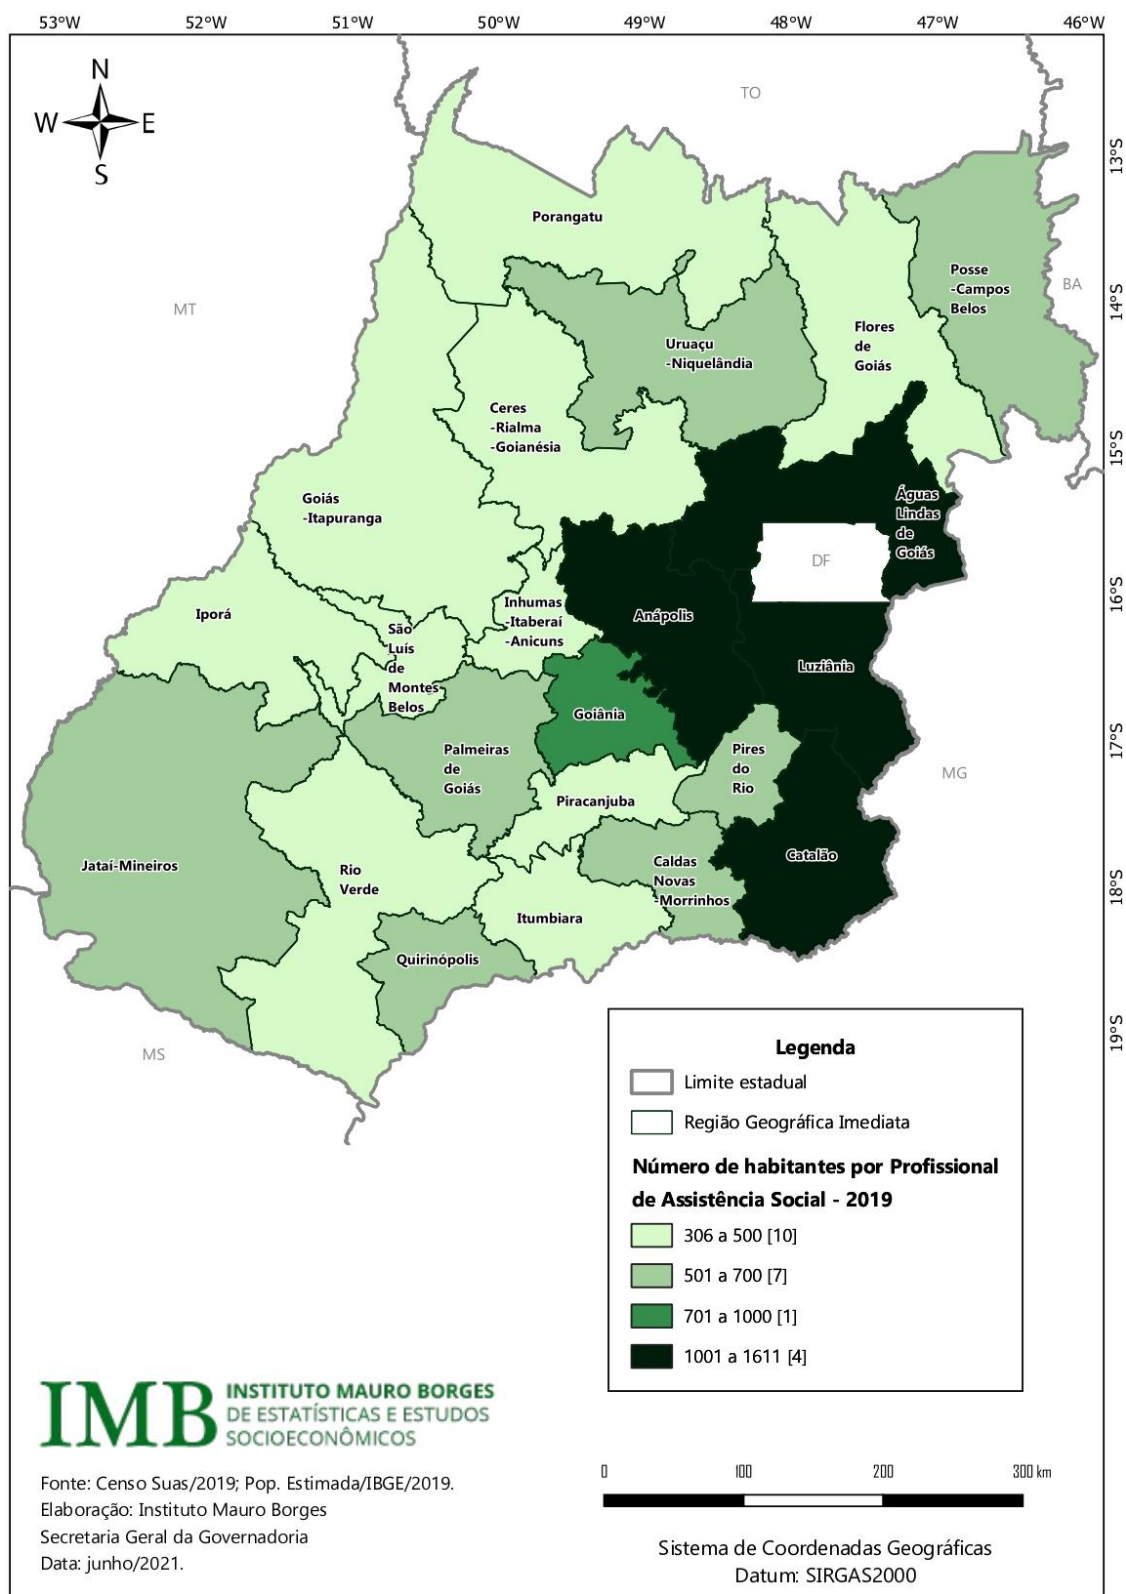 53°W 52°W 51°W 50°W 49°W 48°W 47°W 46°W
N
W E
S
TO
13°S
Porangatu
Posse
-Campos
Belos
BA
14°S
MT
Flores
de
Goiás
Uruaçu
-Niquelândia
Ceres
-Rialma
-Goianésia
15°S
Goiás
-Itapuranga
Águas
Lindas
de
Goiás
DF
16°S
Iporá
Inhumas
-Itaberaí
-Anicuns
Anápolis
São
Luís
de
Montes
Belos
Luziânia
Goiânia
17°S
Palmeiras
de
Goiás
Pires
do
Rio
MG
Piracanjuba
Jataí-Mineiros
Rio
Verde
Caldas
Novas
-Morrinhos
Catalão
18°S
Itumbiara
Quirinópolis
19°S
MS
Legenda
Limite estadual
Região Geográfica Imediata
Número de habitantes por Profissional
de Assistência Social - 2019
306 a 500 [10]
501 a 700 [7]
701 a 1000 [1]
1001 a 1611 [4]
IMB
INSTITUTO MAURO BORGES
DE ESTATÍSTICAS E ESTUDOS
SOCIOECONÔMICOS
Fonte: Censo Suas/2019; Pop. Estimada/IBGE/2019.
Elaboração: Instituto Mauro Borges
Secretaria Geral da Governadoria
Data: junho/2021.
0 100 200 300 km
Sistema de Coordenadas Geográficas
Datum: SIRGAS2000